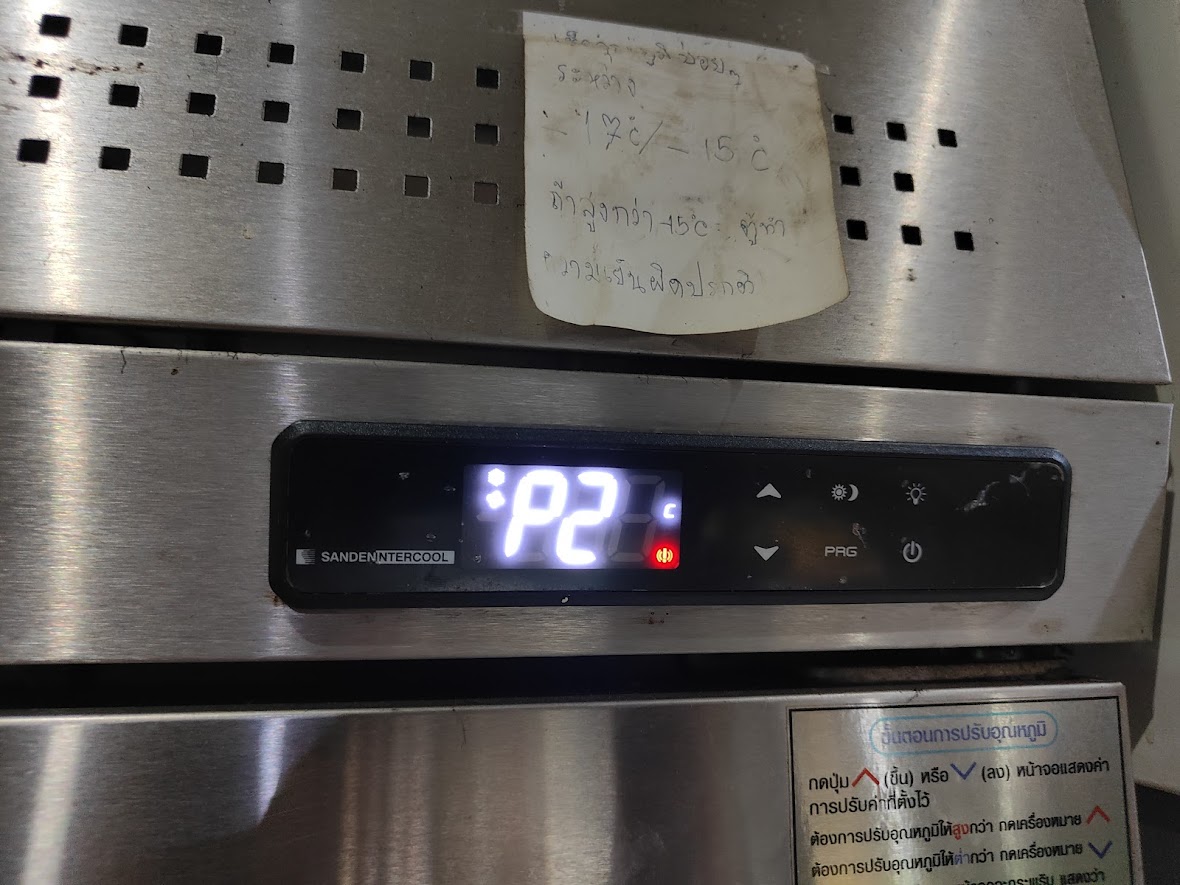 ระหว่าง
- 17°c/ - 15°c
ถ้าสูงกว่า -15°c ตู้ทำ
ความเย็นผิดปรกติ
P2 c
SANDEN INTERCOOL
PRG
ขั้นตอนการปรับอุณหภูมิ
กดปุ่ม (ขึ้น) หรือ (ลง) หน้าจอแสดงค่า
การปรับค่าที่ตั้งไว้
ต้องการปรับอุณหภูมิให้สูงกว่า กดเครื่องหมาย
ต้องการปรับอุณหภูมิให้ต่ำกว่า กดเครื่องหมาย